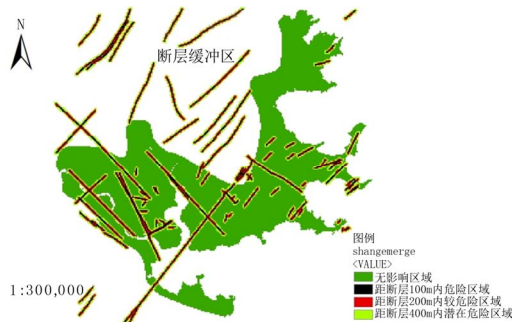 N
断层缓冲区
图例
shangemerge
<VALUE>
无影响区域
距断层100m内危险区域
距断层200m内较危险区域
距断层400m内潜在危险区域
1:300,000